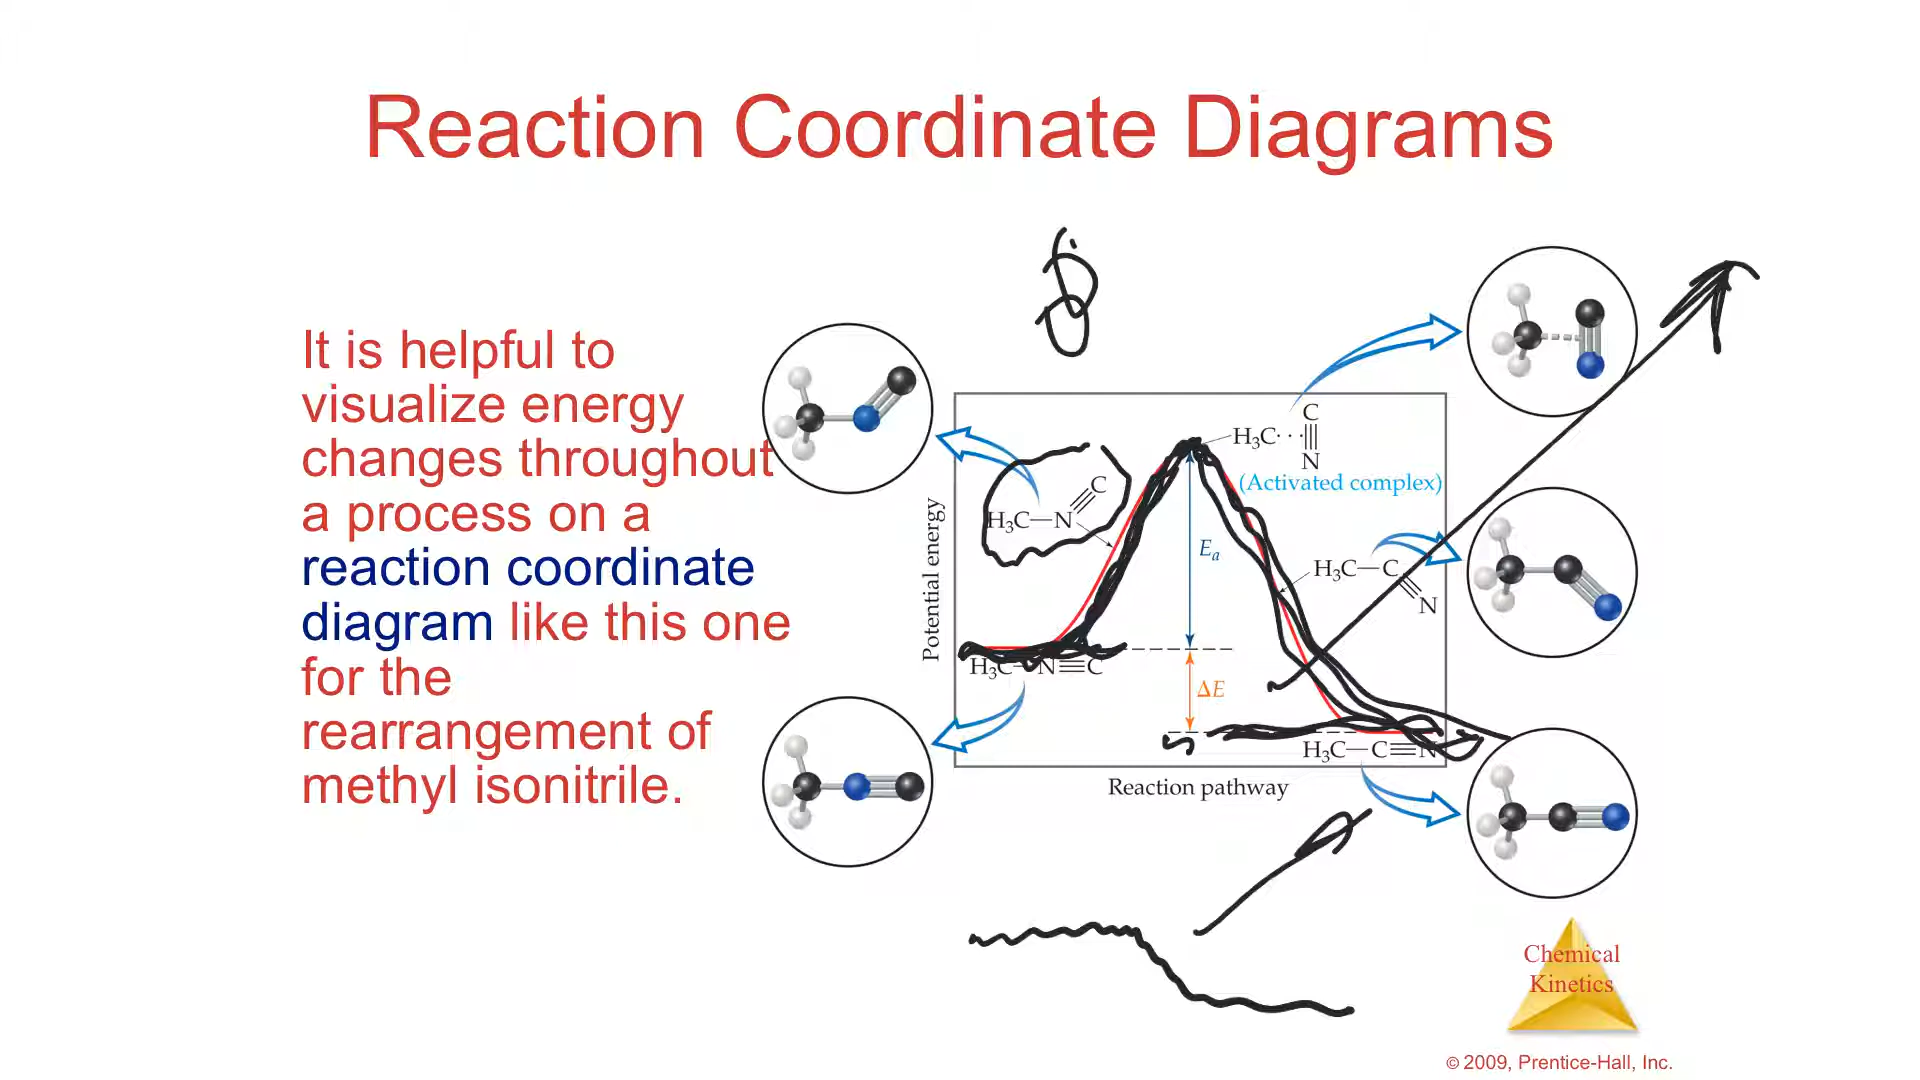 Reaction Coordinate Diagrams
It is helpful to
visualize energy
changes throughout
a process on a
reaction coordinate
diagram like this one
for the
rearrangement of
methyl isonitrile.
Potential energy
H₃C—N≡C
H₃C—N≡C
H₃C···C≡N
(Activated complex)
Eₐ
H₃C—C≡N
ΔE
H₃C—C≡N
Reaction pathway
Chemical
Kinetics
© 2009, Prentice-Hall, Inc.